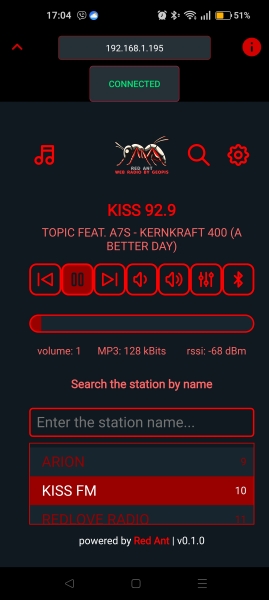 17:04
51%
192.168.1.195
CONNECTED
RED ANT
WEB RADIO BY GEORIS
KISS 92.9
TOPIC FEAT. A7S - KERNKRAFT 400 (A
BETTER DAY)
volume: 1 MP3: 128 kBits rssi: -68 dBm
Search the station by name
Enter the station name...
ARION
KISS FM 10
REDLOVE RADIO 11
powered by Red Ant | v0.1.0